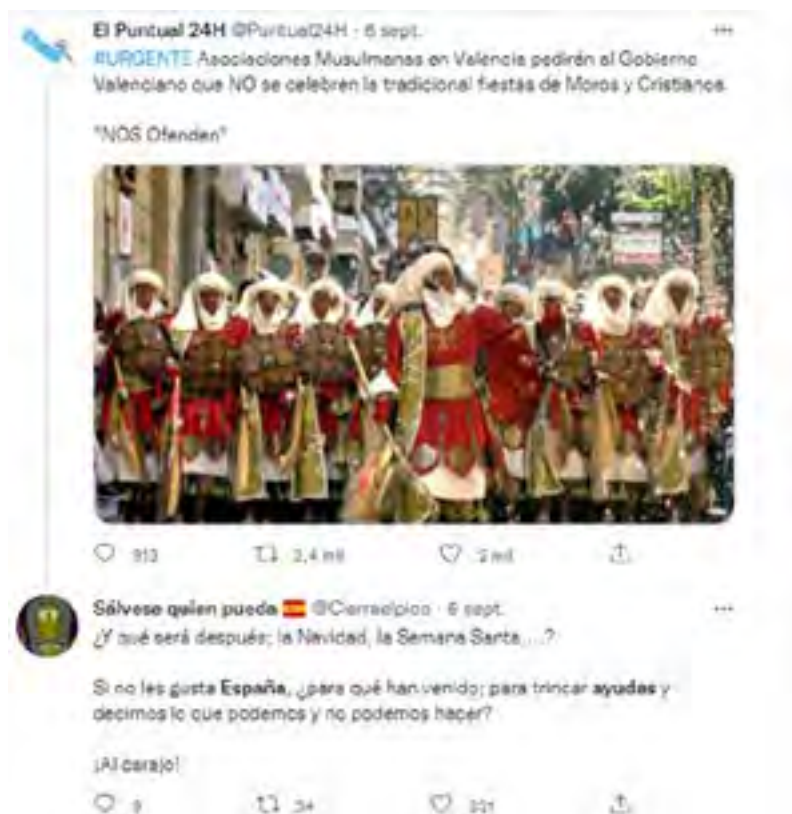 El Puntual 24H @Puntual24H · 6 sept.
#URGENTE Asociaciones Musulmanas en Valencia pedirán al Gobierno
Valenciano que NO se celebren la tradicional fiestas de Moros y Cristianos
"NOS Ofenden"
913 2,4 mil 2 mil
Sálvese quien pueda @Cierraelpico · 6 sept.
¿Y qué será después; la Navidad, la Semana Santa,...?
Si no les gusta España, ¿para qué han venido; para trincar ayudas y
decirnos lo que podemos y no podemos hacer?
¡Al carajo!
9 34